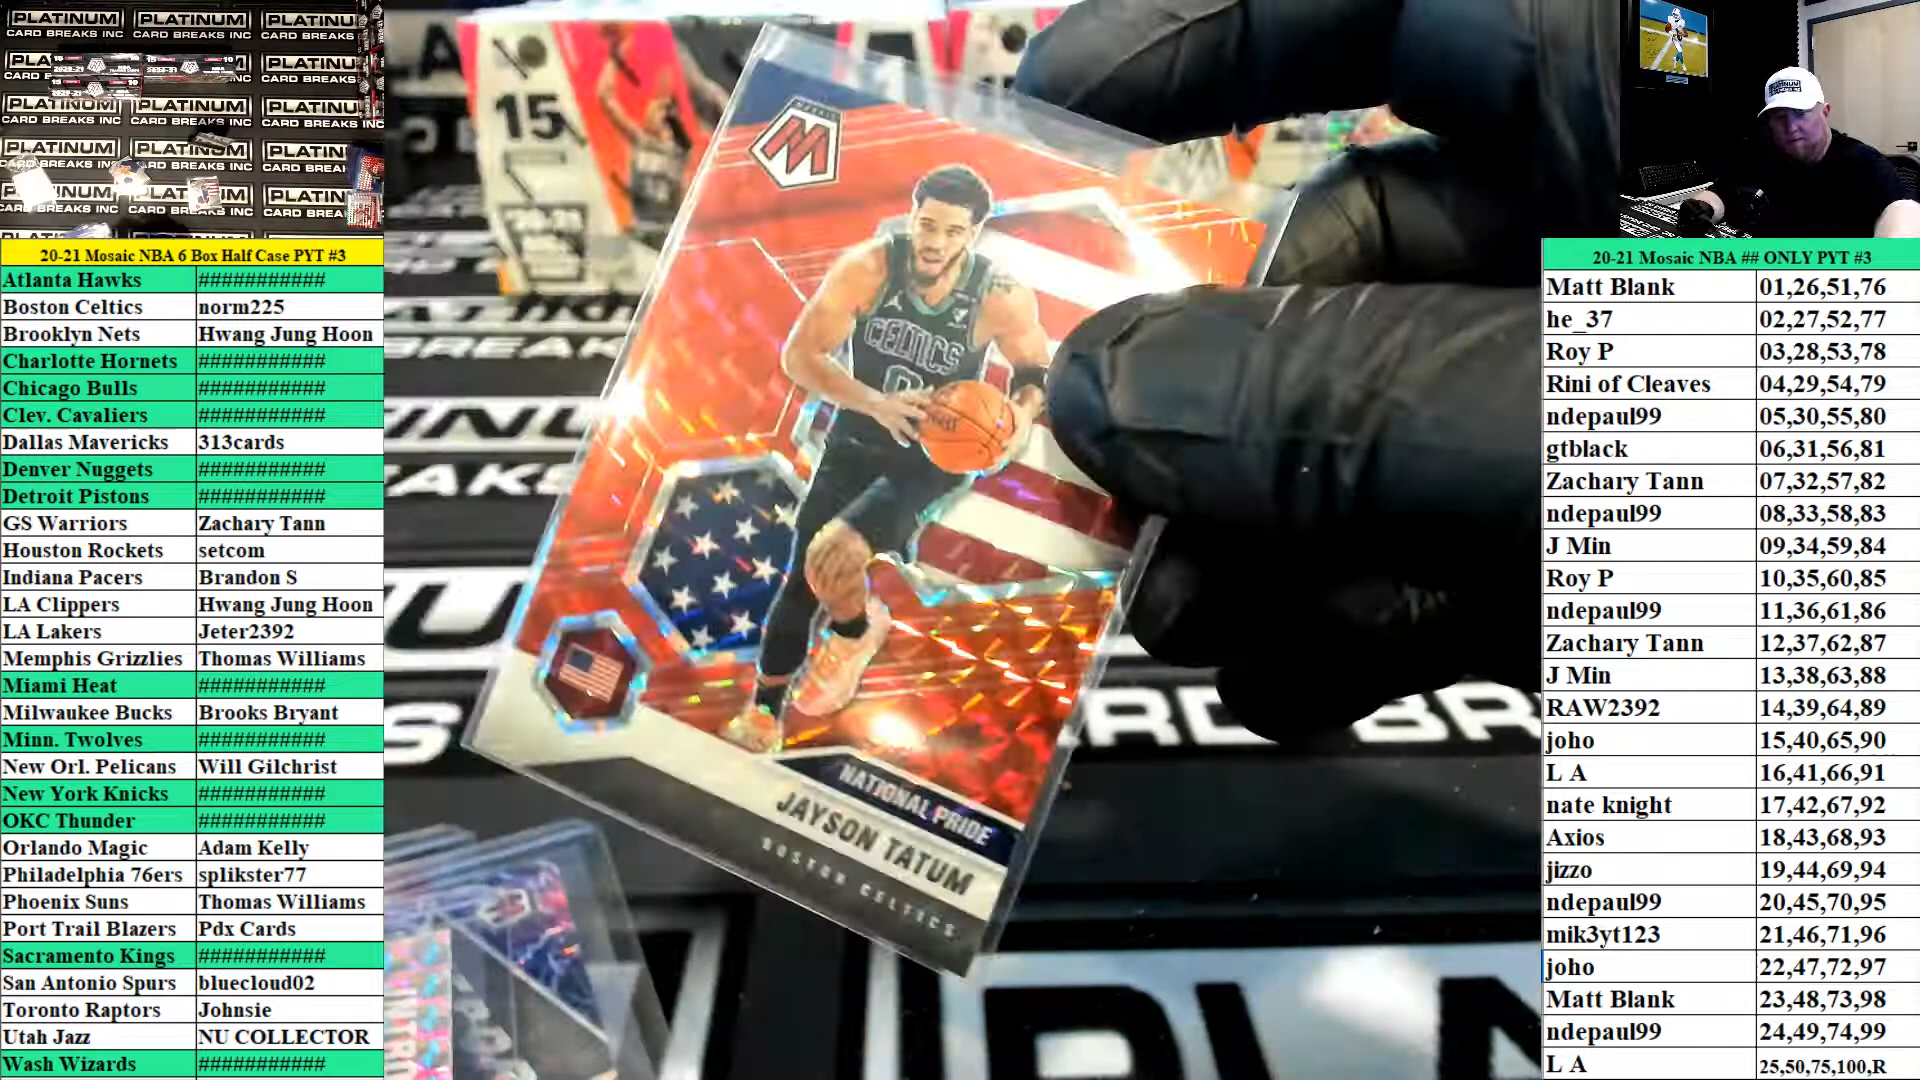 PLATINUM
CARD BREAKS INC
20-21 Mosaic NBA 6 Box Half Case PYT #3
Atlanta Hawks ###########
Boston Celtics norm225
Brooklyn Nets Hwang Jung Hoon
Charlotte Hornets ###########
Chicago Bulls ###########
Clev. Cavaliers ###########
Dallas Mavericks 313cards
Denver Nuggets ###########
Detroit Pistons ###########
GS Warriors Zachary Tann
Houston Rockets setcom
Indiana Pacers Brandon S
LA Clippers Hwang Jung Hoon
LA Lakers Jeter2392
Memphis Grizzlies Thomas Williams
Miami Heat ###########
Milwaukee Bucks Brooks Bryant
Minn. Twolves ###########
New Orl. Pelicans Will Gilchrist
New York Knicks ###########
OKC Thunder ###########
Orlando Magic Adam Kelly
Philadelphia 76ers splikster77
Phoenix Suns Thomas Williams
Port Trail Blazers Pdx Cards
Sacramento Kings ###########
San Antonio Spurs bluecloud02
Toronto Raptors Johnsie
Utah Jazz NU COLLECTOR
Wash Wizards ###########
15
MOSAIC
M
CELTICS
NATIONAL PRIDE
JAYSON TATUM
BOSTON CELTICS
20-21 Mosaic NBA ## ONLY PYT #3
Matt Blank 01,26,51,76
he_37 02,27,52,77
Roy P 03,28,53,78
Rini of Cleaves 04,29,54,79
ndepaul99 05,30,55,80
gtblack 06,31,56,81
Zachary Tann 07,32,57,82
ndepaul99 08,33,58,83
J Min 09,34,59,84
Roy P 10,35,60,85
ndepaul99 11,36,61,86
Zachary Tann 12,37,62,87
J Min 13,38,63,88
RAW2392 14,39,64,89
joho 15,40,65,90
L A 16,41,66,91
nate knight 17,42,67,92
Axios 18,43,68,93
jizzo 19,44,69,94
ndepaul99 20,45,70,95
mik3yt123 21,46,71,96
joho 22,47,72,97
Matt Blank 23,48,73,98
ndepaul99 24,49,74,99
L A 25,50,75,100,R